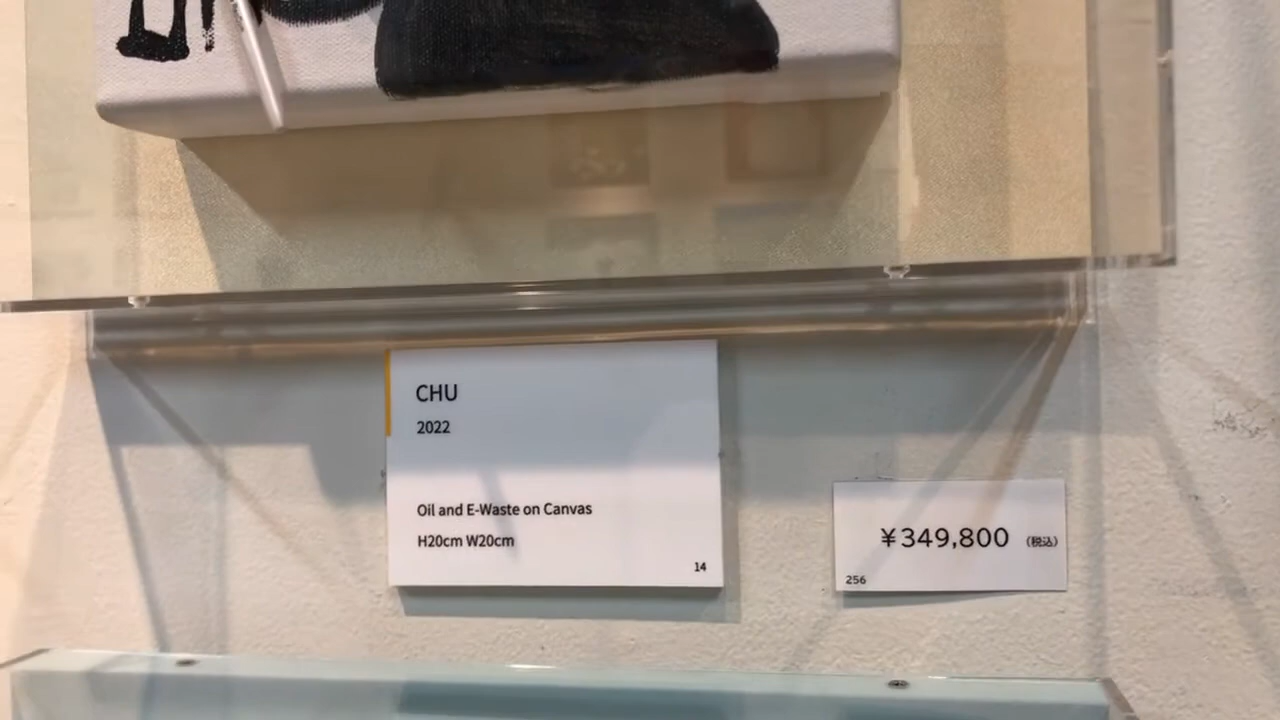 CHU
2022
Oil and E-Waste on Canvas
H20cm W20cm
14
¥349,800 (税込)
256